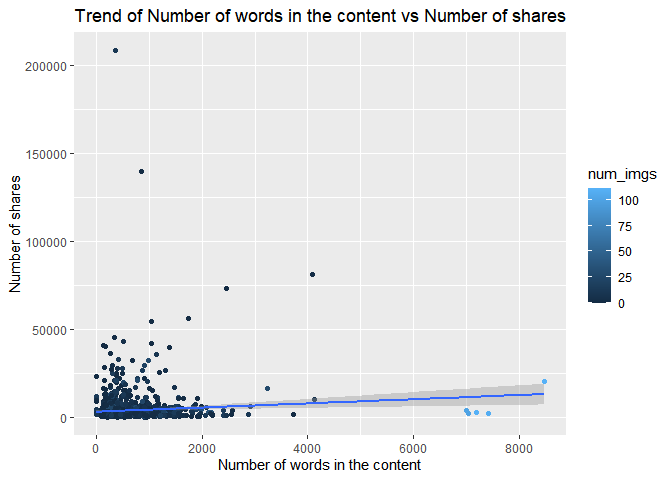 Trend of Number of words in the content vs Number of shares
200000
150000
100000
50000
0
Number of shares
0 2000 4000 6000 8000
Number of words in the content
num_imgs
100
75
50
25
0